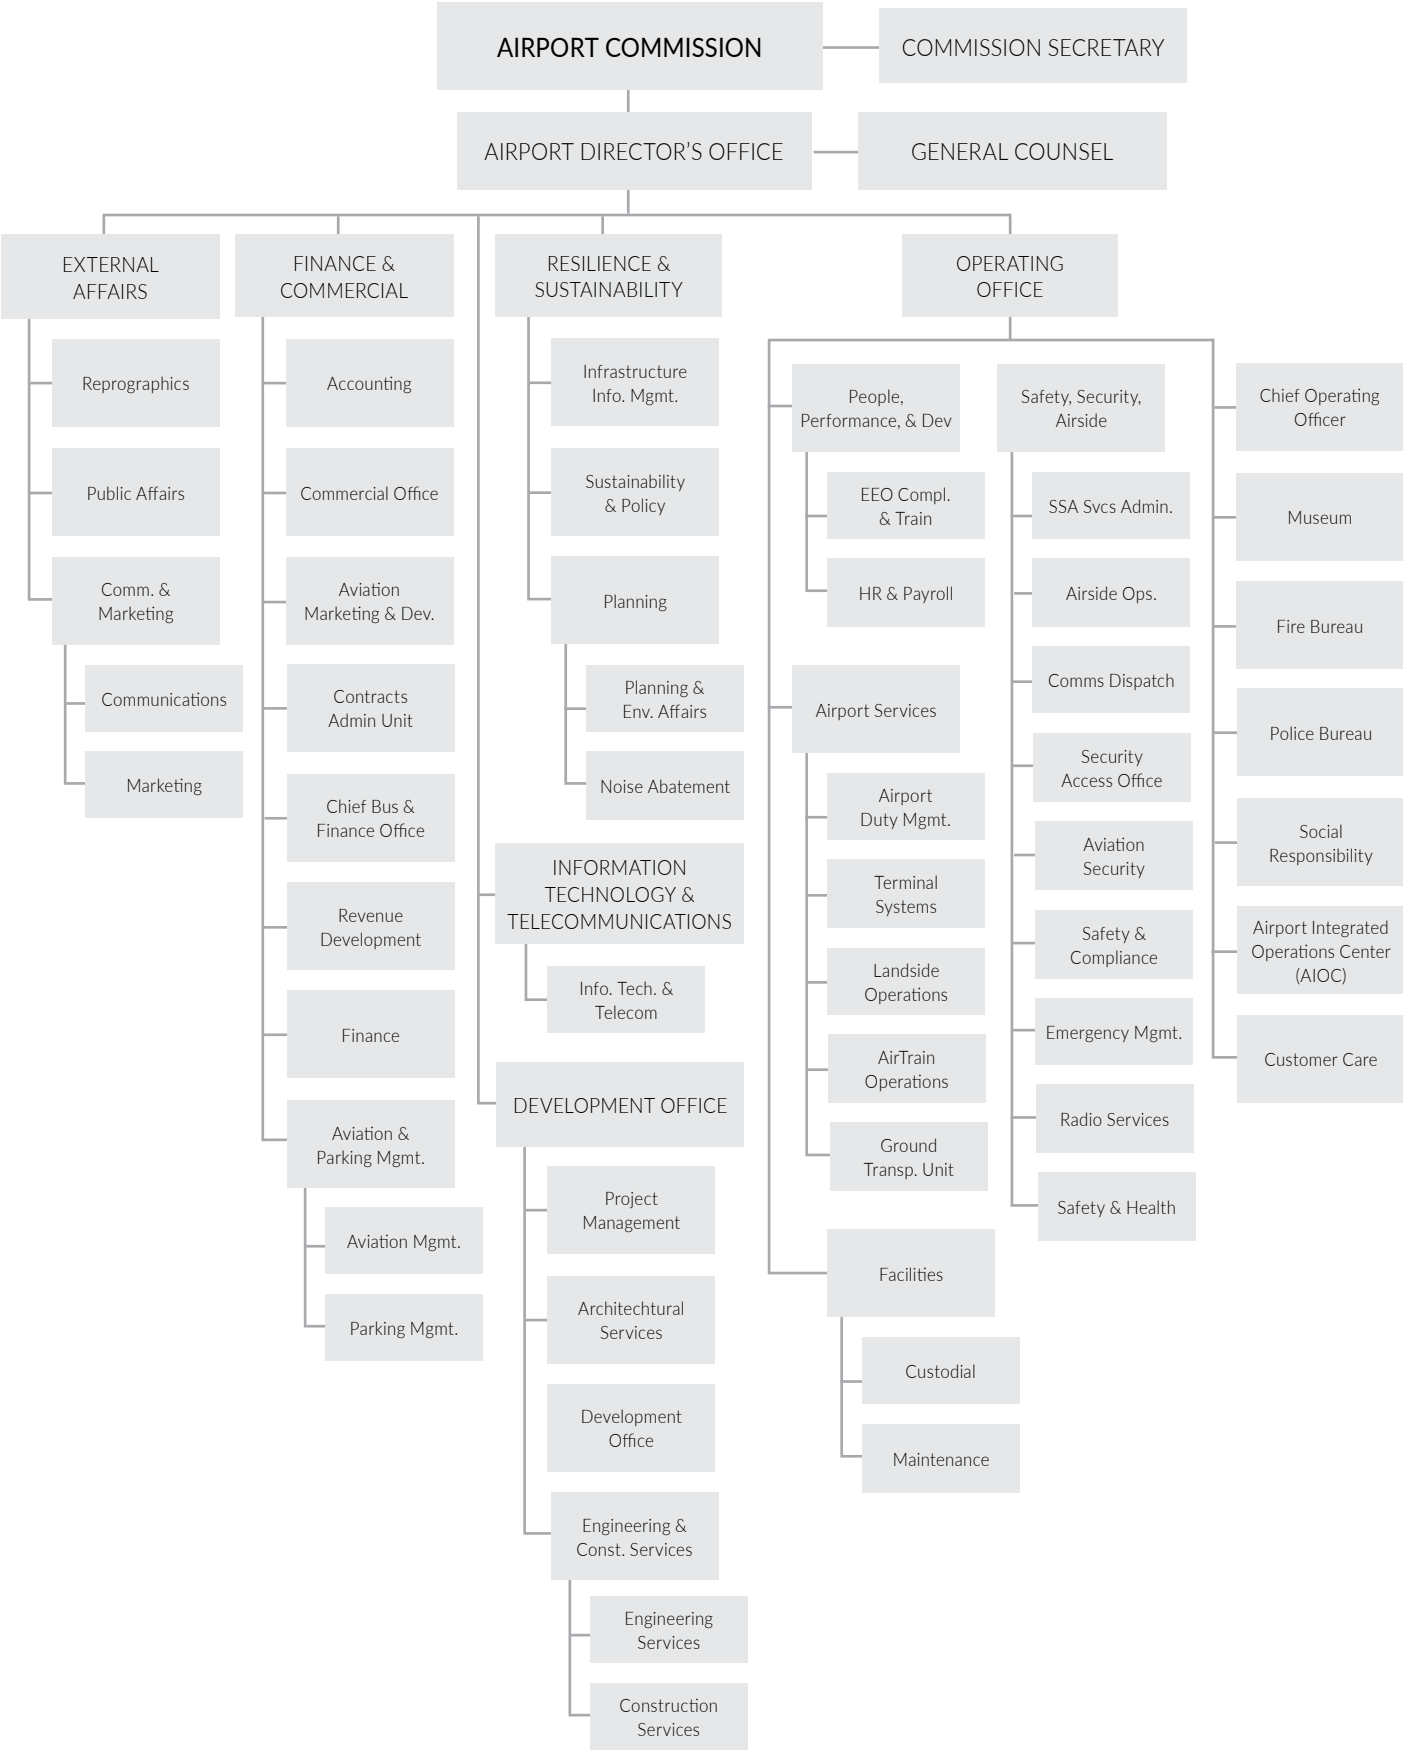 AIRPORT COMMISSION
COMMISSION SECRETARY
AIRPORT DIRECTOR’S OFFICE
GENERAL COUNSEL
EXTERNAL
AFFAIRS
Reprographics
Public Affairs
Comm. &
Marketing
Communications
Marketing
FINANCE &
COMMERCIAL
Accounting
Commercial Office
Aviation
Marketing & Dev.
Contracts
Admin Unit
Chief Bus &
Finance Office
Revenue
Development
Finance
Aviation &
Parking Mgmt.
Aviation Mgmt.
Parking Mgmt.
RESILIENCE &
SUSTAINABILITY
Infrastructure
Info. Mgmt.
Sustainability
& Policy
Planning
Planning &
Env. Affairs
Noise Abatement
INFORMATION
TECHNOLOGY &
TELECOMMUNICATIONS
Info. Tech. &
Telecom
DEVELOPMENT OFFICE
Project
Management
Architechtural
Services
Development
Office
Engineering &
Const. Services
Engineering
Services
Construction
Services
OPERATING
OFFICE
People,
Performance, & Dev
EEO Compl.
& Train
HR & Payroll
Airport Services
Airport
Duty Mgmt.
Terminal
Systems
Landside
Operations
AirTrain
Operations
Ground
Transp. Unit
Facilities
Custodial
Maintenance
Safety, Security,
Airside
SSA Svcs Admin.
Airside Ops.
Comms Dispatch
Security
Access Office
Aviation
Security
Safety &
Compliance
Emergency Mgmt.
Radio Services
Safety & Health
Chief Operating
Officer
Museum
Fire Bureau
Police Bureau
Social
Responsibility
Airport Integrated
Operations Center
(AIOC)
Customer Care